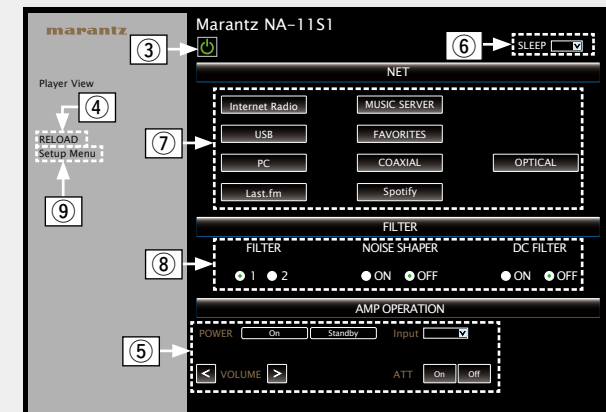 marantz
Marantz NA-11S1
③
⑥
SLEEP
NET
Player View
④
Internet Radio MUSIC SERVER
⑦
USB FAVORITES
RELOAD
Setup Menu
PC COAXIAL OPTICAL
Last.fm Spotify
⑨
FILTER
FILTER NOISE SHAPER DC FILTER
⑧
1 2 ON OFF ON OFF
AMP OPERATION
POWER On Standby Input
⑤
< VOLUME > ATT On Off